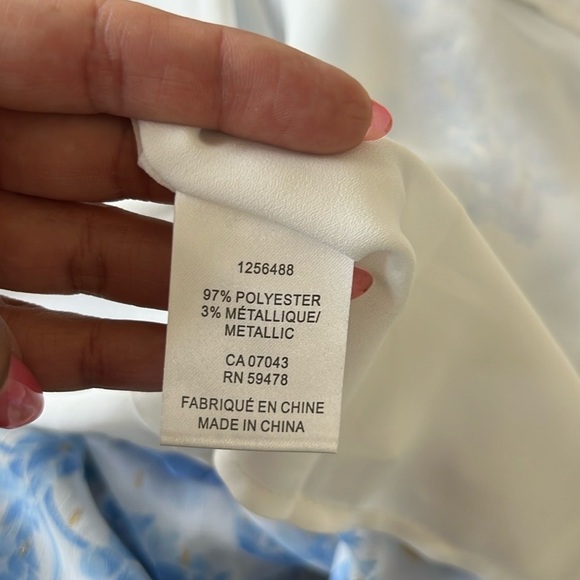 1256488
97% POLYESTER
3% MÉTALLIQUE/
METALLIC
CA 07043
RN 59478
FABRIQUÉ EN CHINE
MADE IN CHINA